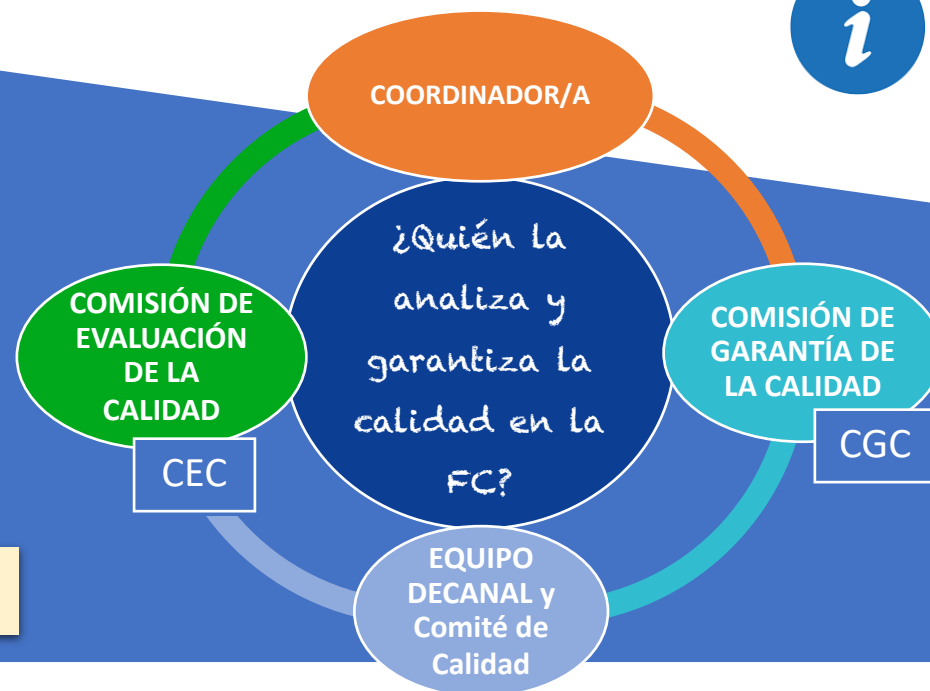 i
COORDINADOR/A
¿Quién la
analiza y
garantiza la
calidad en la
FC?
COMISIÓN DE
EVALUACIÓN
DE LA
CALIDAD
CEC
COMISIÓN DE
GARANTÍA DE
LA CALIDAD
CGC
EQUIPO
DECANAL y
Comité de
Calidad